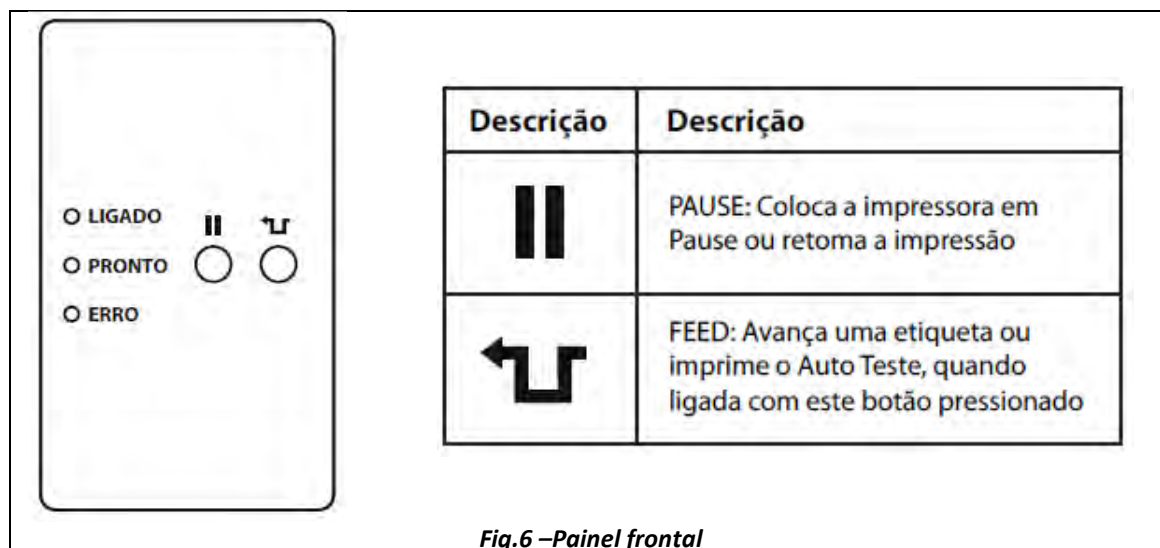 LIGADO
PRONTO
ERRO
Descrição Descrição
PAUSE: Coloca a impressora em
Pause ou retoma a impressão
FEED: Avança uma etiqueta ou
imprime o Auto Teste, quando
ligada com este botão pressionado
Fig.6 –Painel frontal